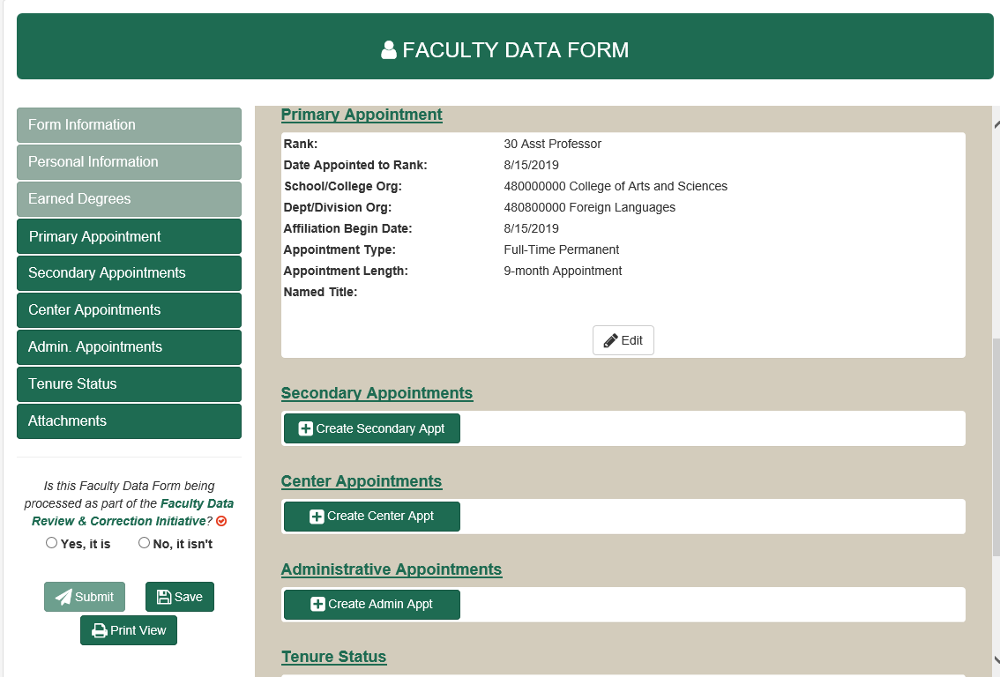 FACULTY DATA FORM
Form Information
Personal Information
Earned Degrees
Primary Appointment
Secondary Appointments
Center Appointments
Admin. Appointments
Tenure Status
Attachments
Is this Faculty Data Form being
processed as part of the Faculty Data
Review & Correction Initiative?
Yes, it is No, it isn't
Submit Save
Print View
Primary Appointment
Rank: 30 Asst Professor
Date Appointed to Rank: 8/15/2019
School/College Org: 480000000 College of Arts and Sciences
Dept/Division Org: 480800000 Foreign Languages
Affiliation Begin Date: 8/15/2019
Appointment Type: Full-Time Permanent
Appointment Length: 9-month Appointment
Named Title:
Edit
Secondary Appointments
Create Secondary Appt
Center Appointments
Create Center Appt
Administrative Appointments
Create Admin Appt
Tenure Status